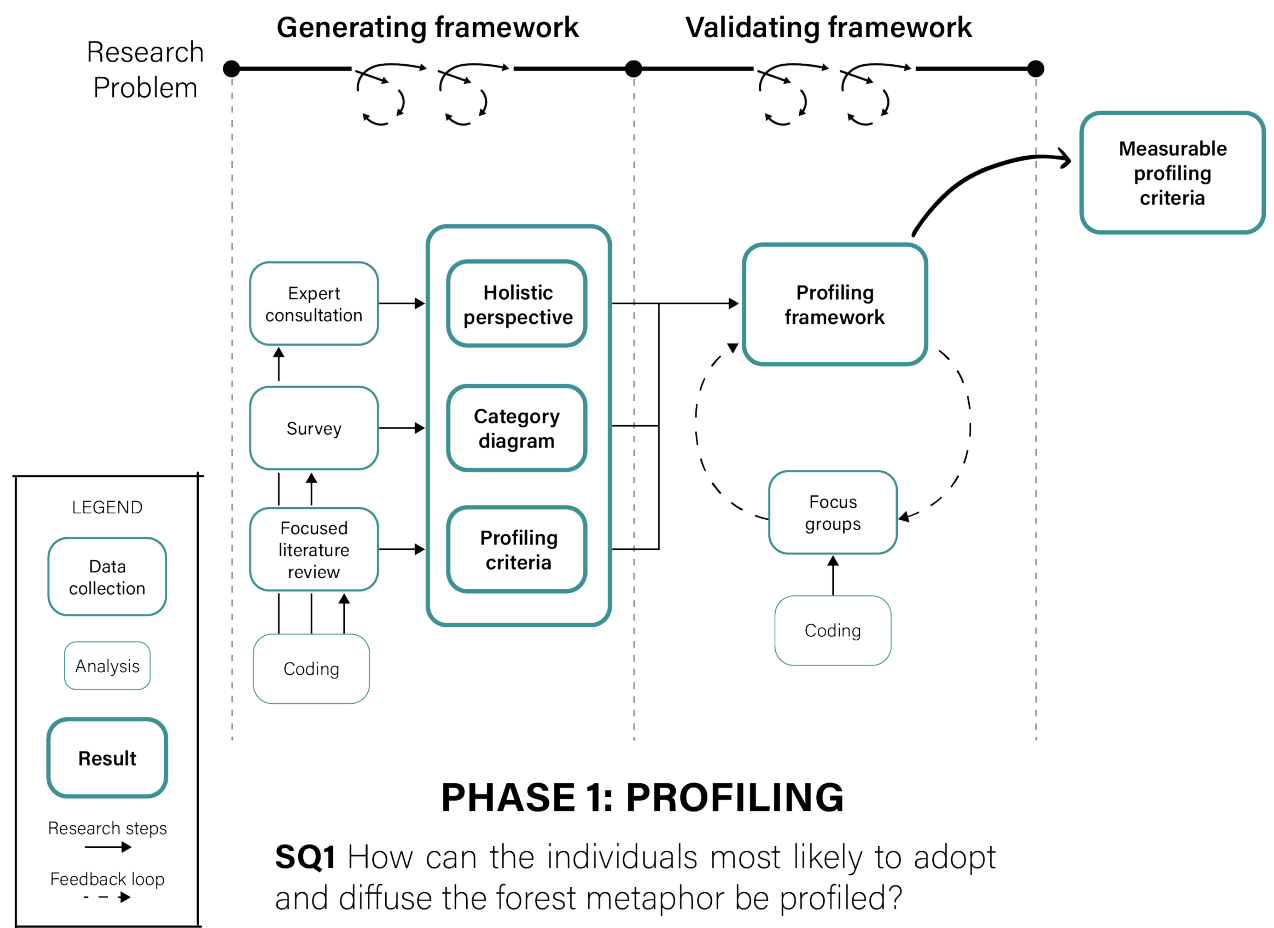 Generating framework
Validating framework
Research
Problem
Measurable
profiling
criteria
Expert
consultation
Holistic
perspective
Profiling
framework
Survey
Category
diagram
Focused
literature
review
Profiling
criteria
Focus
groups
Coding
Coding
LEGEND
Data
collection
Analysis
Result
Research steps
Feedback loop
PHASE 1: PROFILING
SQ1 How can the individuals most likely to adopt
and diffuse the forest metaphor be profiled?